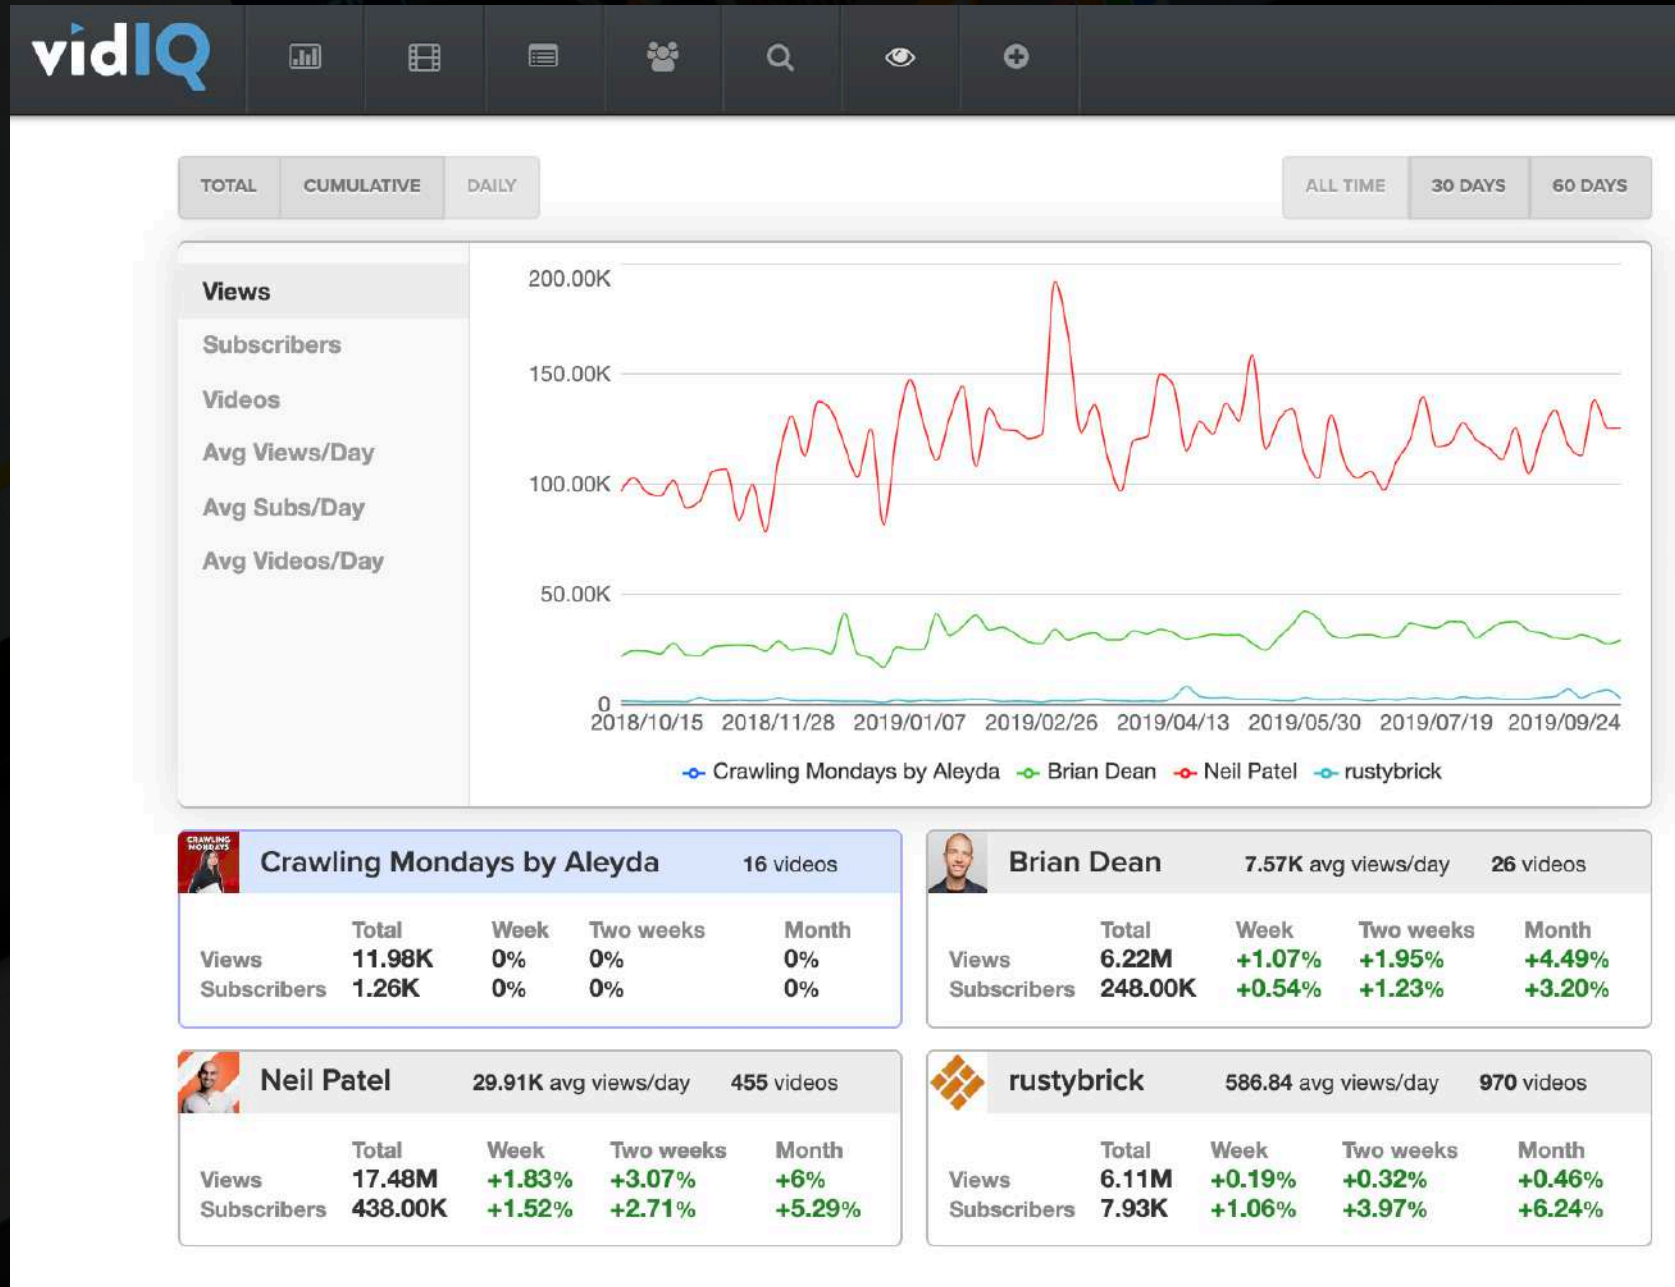 vidIQ
TOTAL CUMULATIVE DAILY
ALL TIME 30 DAYS 60 DAYS
Views
Subscribers
Videos
Avg Views/Day
Avg Subs/Day
Avg Videos/Day
200.00K
150.00K
100.00K
50.00K
0
2018/10/15 2018/11/28 2019/01/07 2019/02/26 2019/04/13 2019/05/30 2019/07/19 2019/09/24
Crawling Mondays by Aleyda Brian Dean Neil Patel rustybrick
CRAWLING
MONDAYS
Crawling Mondays by Aleyda 16 videos
Total Week Two weeks Month
Views 11.98K 0% 0% 0%
Subscribers 1.26K 0% 0% 0%
Brian Dean 7.57K avg views/day 26 videos
Total Week Two weeks Month
Views 6.22M +1.07% +1.95% +4.49%
Subscribers 248.00K +0.54% +1.23% +3.20%
Neil Patel 29.91K avg views/day 455 videos
Total Week Two weeks Month
Views 17.48M +1.83% +3.07% +6%
Subscribers 438.00K +1.52% +2.71% +5.29%
rustybrick 586.84 avg views/day 970 videos
Total Week Two weeks Month
Views 6.11M +0.19% +0.32% +0.46%
Subscribers 7.93K +1.06% +3.97% +6.24%